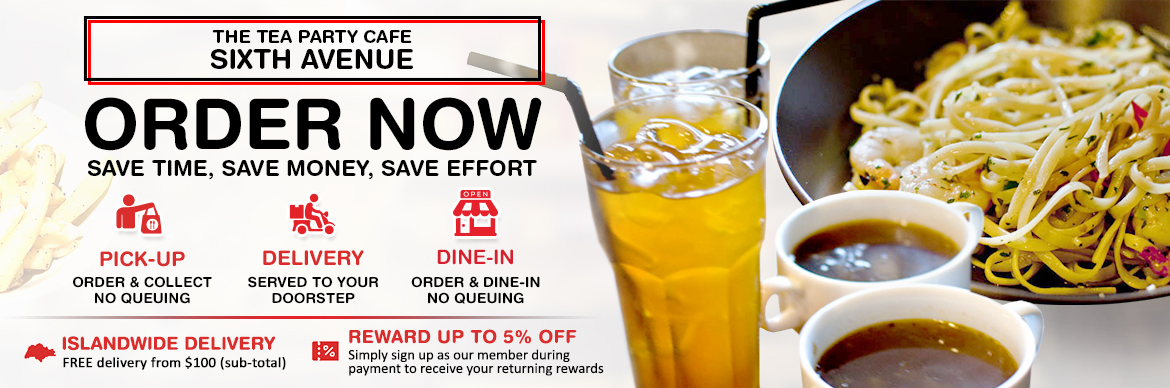 THE TEA PARTY CAFE
SIXTH AVENUE
ORDER NOW
SAVE TIME, SAVE MONEY, SAVE EFFORT
PICK-UP
ORDER & COLLECT
NO QUEUING
DELIVERY
SERVED TO YOUR
DOORSTEP
OPEN
DINE-IN
ORDER & DINE-IN
NO QUEUING
ISLANDWIDE DELIVERY
FREE delivery from $100 (sub-total)
%
REWARD UP TO 5% OFF
Simply sign up as our member during
payment to receive your returning rewards